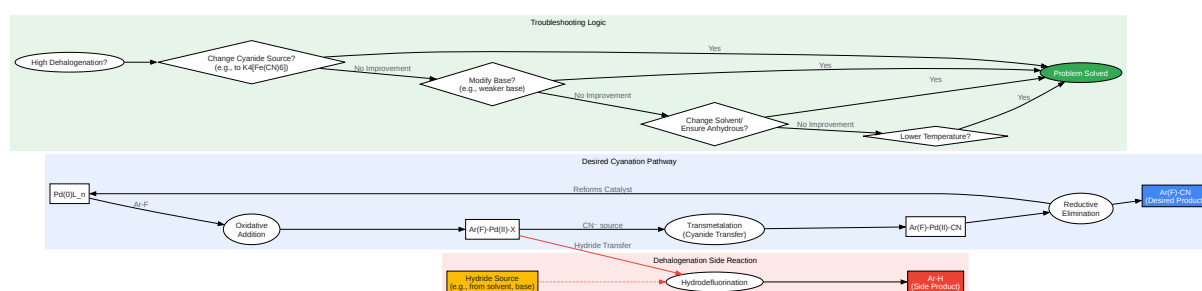 Troubleshooting Logic
High Dehalogenation?
Change Cyanide Source?
(e.g., to K4[Fe(CN)6])
Yes
No Improvement
Modify Base?
(e.g., weaker base)
Yes
No Improvement
Change Solvent/
Ensure Anhydrous?
Yes
No Improvement
Lower Temperature?
Yes
Problem Solved
Desired Cyanation Pathway
Pd(0)L_n
Reforms Catalyst
Ar-F
Oxidative
Addition
Ar(F)-Pd(II)-X
CN⁻ source
Transmetalation
(Cyanide Transfer)
Ar(F)-Pd(II)-CN
Reductive
Elimination
Ar(F)-CN
(Desired Product
Hydride Transfer
Dehalogenation Side Reaction
Hydride Source
(e.g., from solvent, base)
Hydrodefluorination
Ar-H
(Side Product)